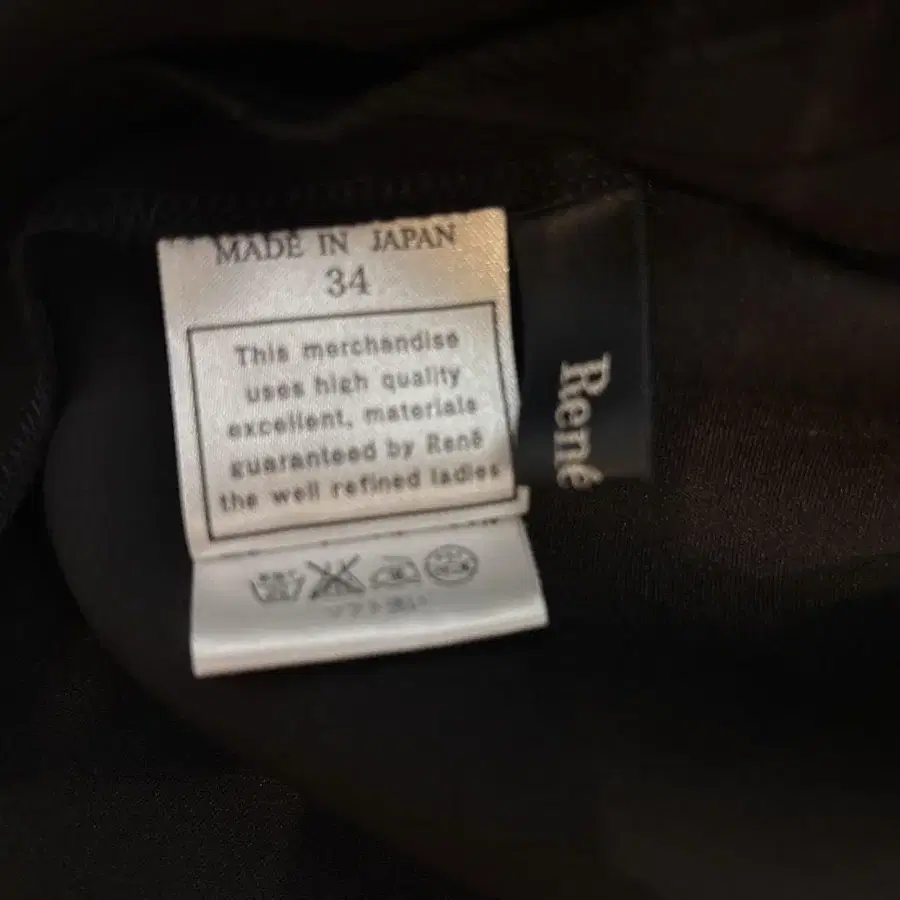 MADE IN JAPAN
34
This merchandise
uses high quality
excellent, materials
guaranteed by René
the well refined ladies
René